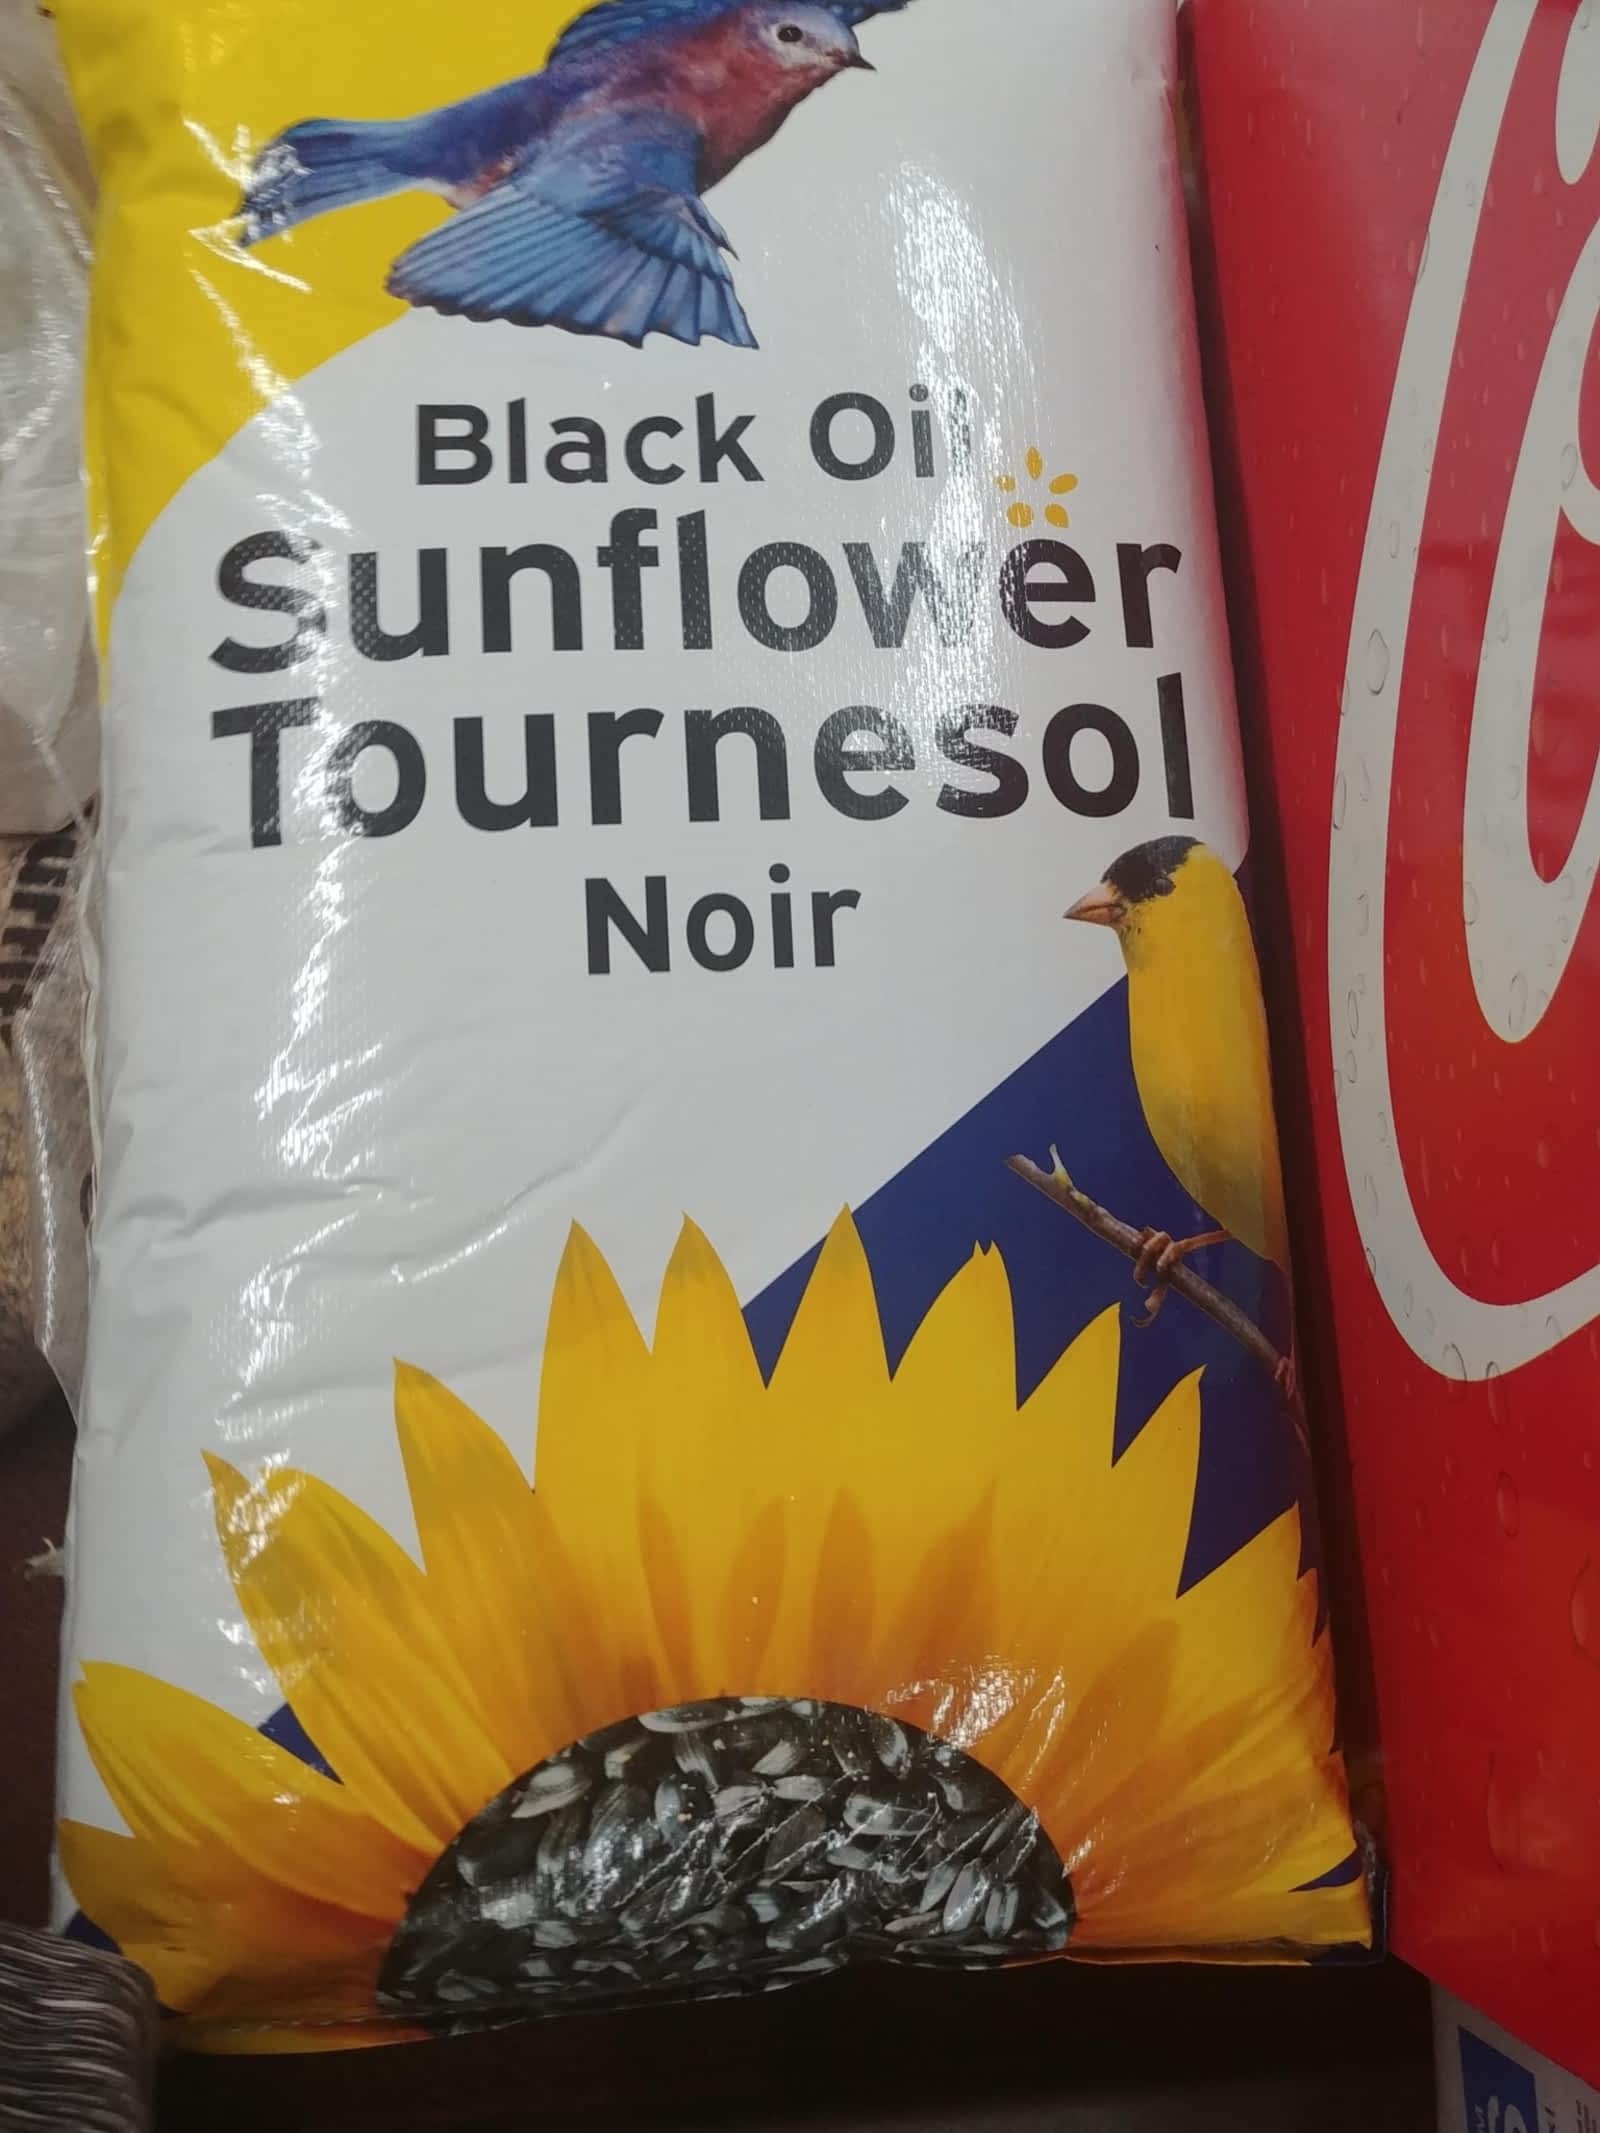 Black Oil
Sunflower
Tournesol
Noir